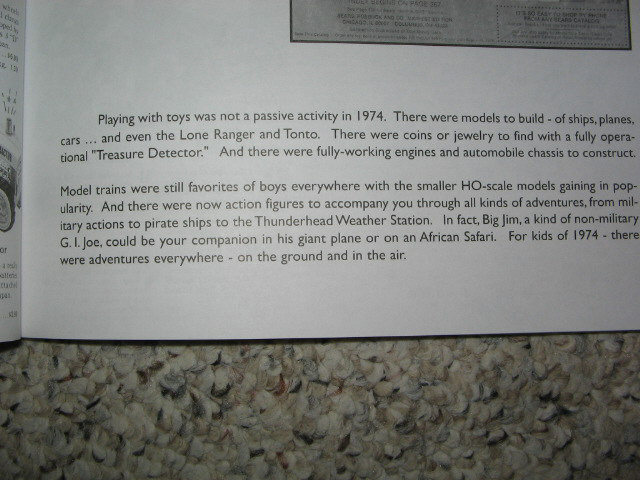 Playing with toys was not a passive activity in 1974. There were models to build - of ships, planes,
cars ... and even the Lone Ranger and Tonto. There were coins or jewelry to find with a fully opera-
tional "Treasure Detector." And there were fully-working engines and automobile chassis to construct.
Model trains were still favorites of boys everywhere with the smaller HO-scale models gaining in pop-
ularity. And there were now action figures to accompany you through all kinds of adventures, from mil-
itary actions to pirate ships to the Thunderhead Weather Station. In fact, Big Jim, a kind of non-military
G. I. Joe, could be your companion in his giant plane or on an African Safari. For kids of 1974 - there
were adventures everywhere - on the ground and in the air.